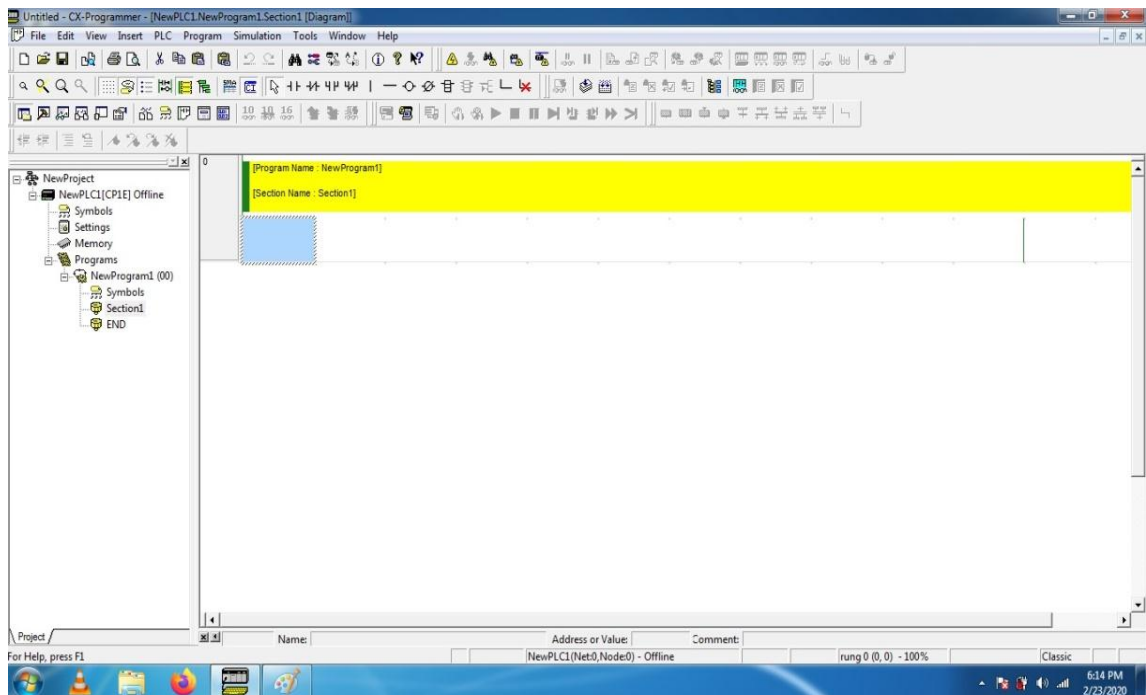 Untitled - CX-Programmer - [NewPLC1.NewProgram1.Section1 [Diagram]]
File Edit View Insert PLC Program Simulation Tools Window Help
10 16
0
[Program Name : NewProgram1]
[Section Name : Section1]
NewProject
NewPLC1[CP1E] Offline
Symbols
Settings
Memory
Programs
NewProgram1 (00)
Symbols
Section1
END
Project
Name:
Address or Value:
Comment:
For Help, press F1
NewPLC1(Net:0,Node:0) - Offline
rung 0 (0, 0) - 100%
Classic
6:14 PM
2/23/2020